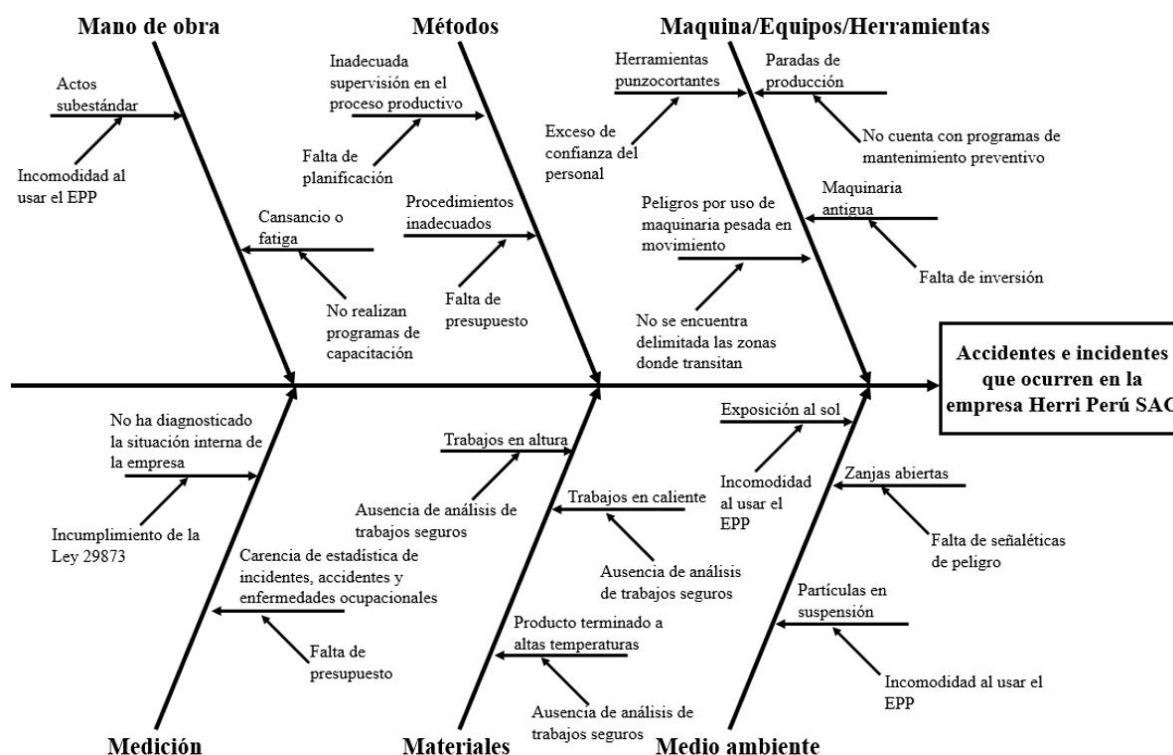 Mano de obra
Métodos
Maquina/Equipos/Herramientas
Actos
subestándar
Incomodidad al
usar el EPP
Cansancio o
fatiga
No realizan
programas de
capacitación
Inadecuada
supervisión en el
proceso productivo
Falta de
planificación
Procedimientos
inadecuados
Falta de
presupuesto
Herramientas
punzocortantes
Exceso de
confianza del
personal
Paradas de
producción
No cuenta con programas de
mantenimiento preventivo
Peligros por uso de
maquinaria pesada en
movimiento
No se encuentra
delimitada las zonas
donde transitan
Maquinaria
antigua
Falta de inversión
Accidentes e incidentes
que ocurren en la
empresa Herri Perú SAC
No ha diagnosticado
la situación interna de
la empresa
Incumplimiento de la
Ley 29873
Carencia de estadística de
incidentes, accidentes y
enfermedades ocupacionales
Falta de
presupuesto
Trabajos en altura
Ausencia de análisis de
trabajos seguros
Trabajos en caliente
Ausencia de análisis
de trabajos seguros
Producto terminado a
altas temperaturas
Ausencia de análisis de
trabajos seguros
Exposición al sol
Incomodidad
al usar el
EPP
Zanjas abiertas
Falta de señaléticas
de peligro
Partículas en
suspensión
Incomodidad al usar el
EPP
Medición
Materiales
Medio ambiente